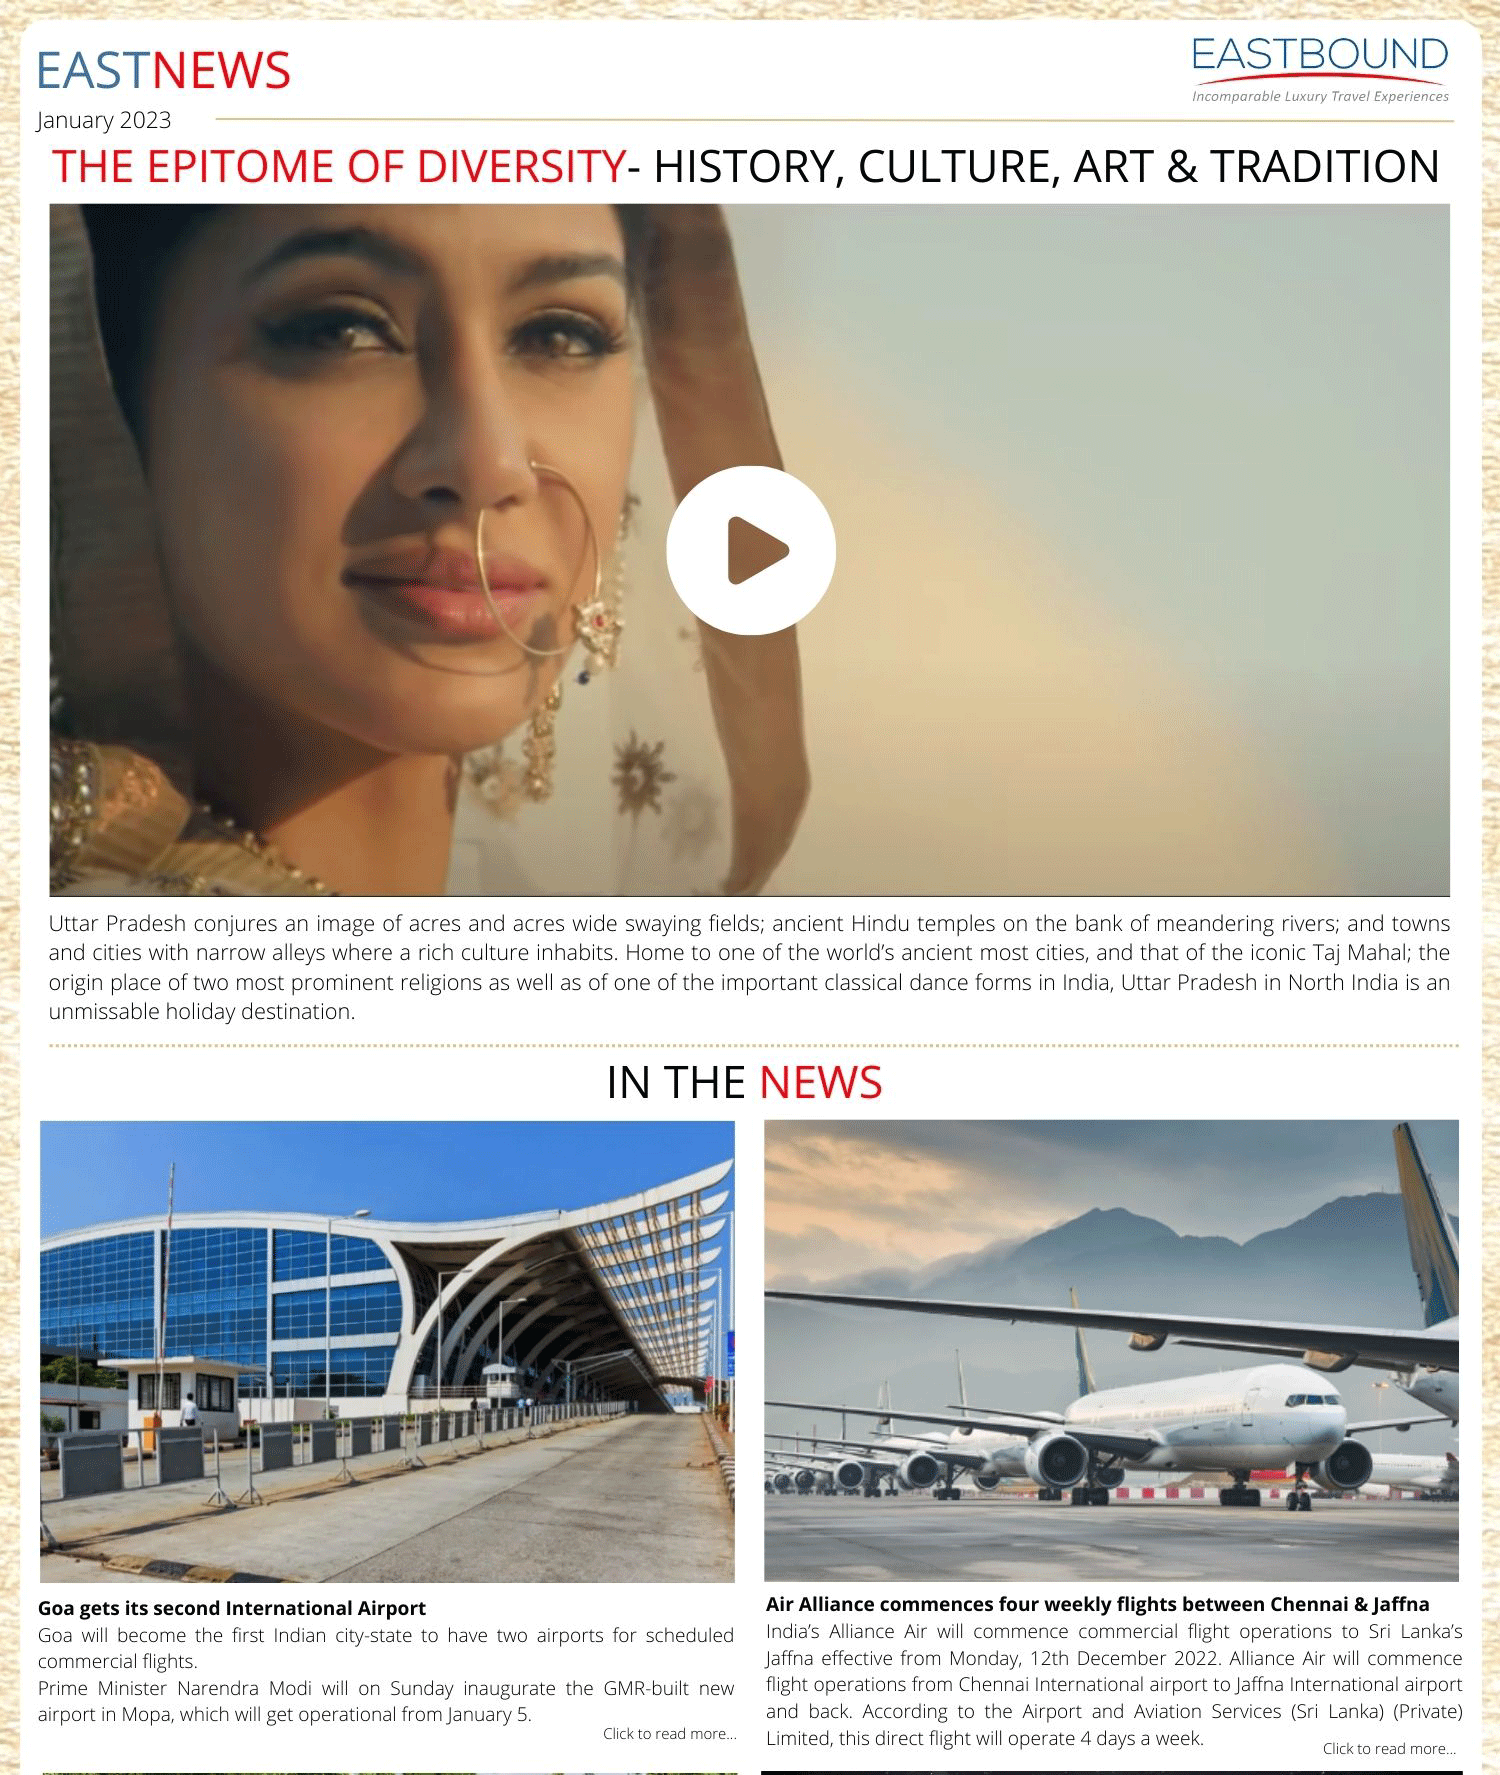 EASTNEWS
EASTBOUND
Incomparable Luxury Travel Experiences
January 2023
THE EPITOME OF DIVERSITY- HISTORY, CULTURE, ART & TRADITION
Uttar Pradesh conjures an image of acres and acres wide swaying fields; ancient Hindu temples on the bank of meandering rivers; and towns
and cities with narrow alleys where a rich culture inhabits. Home to one of the world's ancient most cities, and that of the iconic Taj Mahal; the
origin place of two most prominent religions as well as of one of the important classical dance forms in India, Uttar Pradesh in North India is an
unmissable holiday destination.
IN THE NEWS
Goa gets its second International Airport
Goa will become the first Indian city-state to have two airports for scheduled
commercial flights.
Prime Minister Narendra Modi will on Sunday inaugurate the GMR-built new
airport in Mopa, which will get operational from January 5.
Click to read more...
Air Alliance commences four weekly flights between Chennai & Jaffna
India's Alliance Air will commence commercial flight operations to Sri Lanka's
Jaffna effective from Monday, 12th December 2022. Alliance Air will commence
flight operations from Chennai International airport to Jaffna International airport
and back. According to the Airport and Aviation Services (Sri Lanka) (Private)
Limited, this direct flight will operate 4 days a week.
Click to read more...